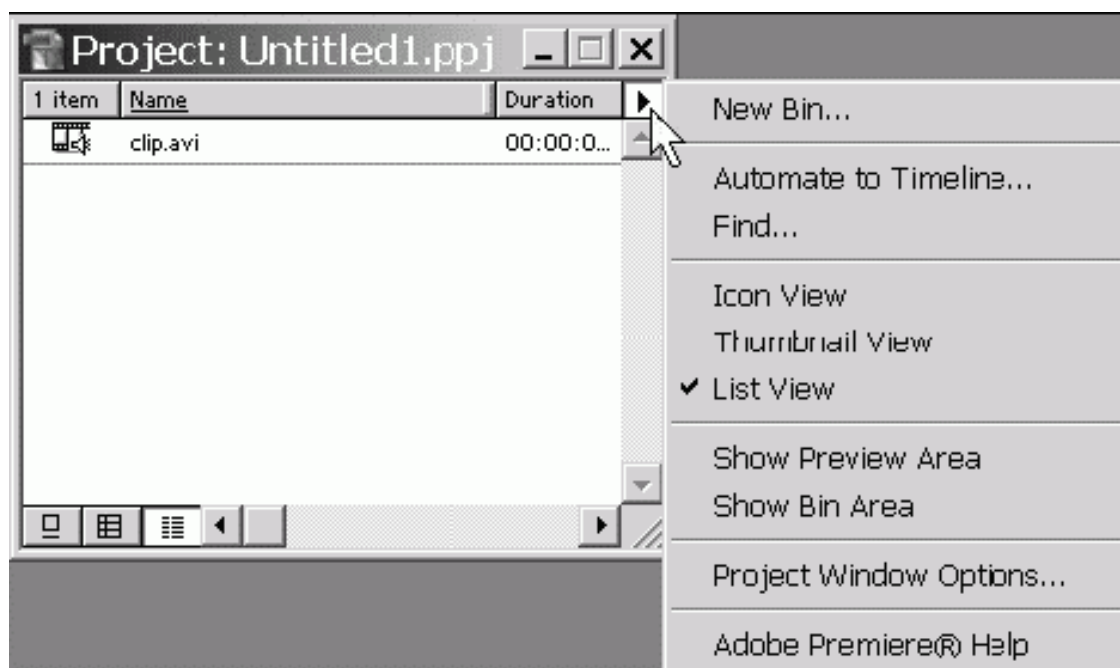 Project: Untitled1.ppj
1 item Name Duration
clip.avi 00:00:0...
New Bin...
Automate to Timeline...
Find...
Icon View
Thumbnail View
List View
Show Preview Area
Show Bin Area
Project Window Options...
Adobe Premiere® Help